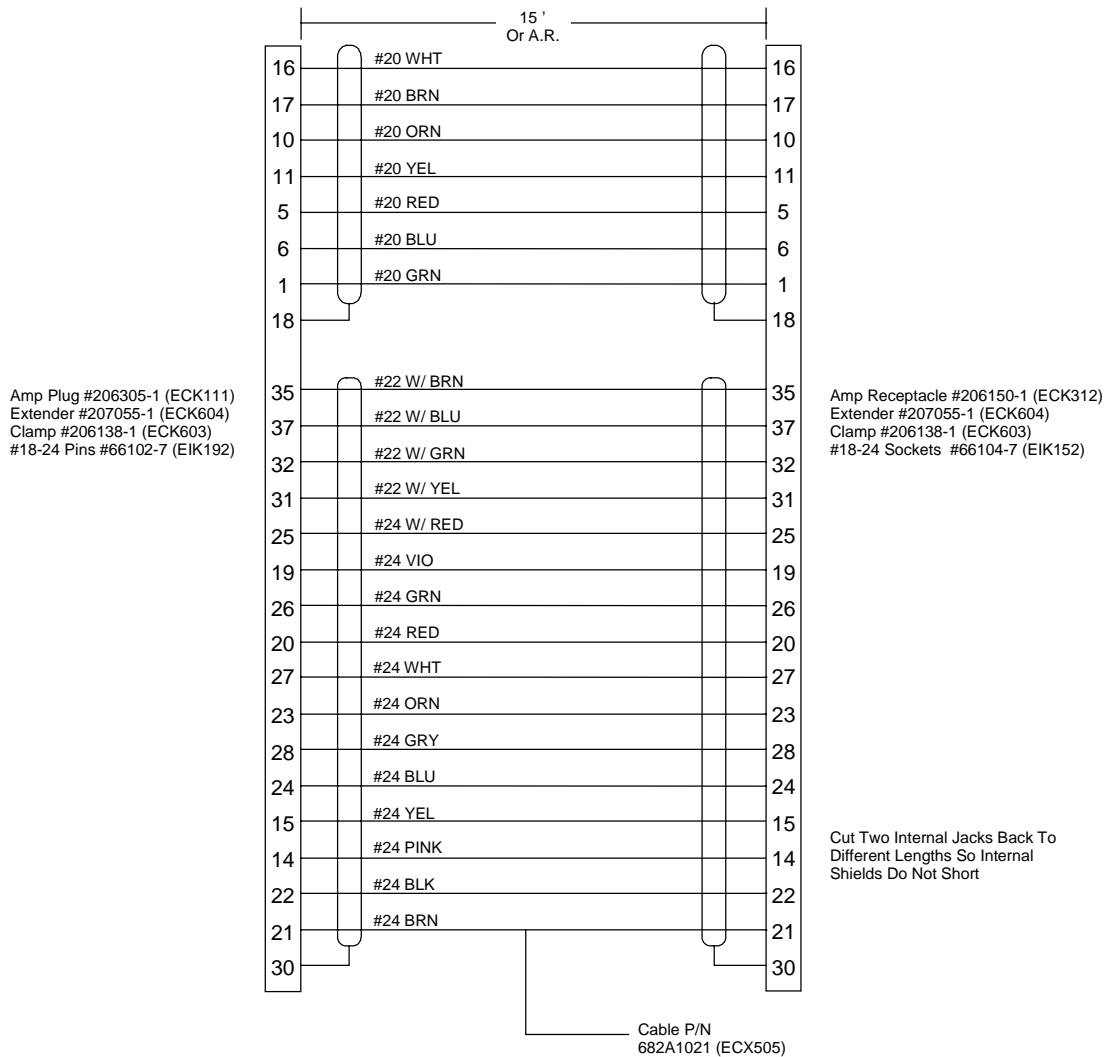 15 '
Or A.R.
16 #20 WHT 16
17 #20 BRN 17
10 #20 ORN 10
11 #20 YEL 11
5 #20 RED 5
6 #20 BLU 6
1 #20 GRN 1
18 18
35 #22 W/ BRN 35
37 #22 W/ BLU 37
32 #22 W/ GRN 32
31 #22 W/ YEL 31
25 #24 W/ RED 25
19 #24 VIO 19
26 #24 GRN 26
20 #24 RED 20
27 #24 WHT 27
23 #24 ORN 23
28 #24 GRY 28
24 #24 BLU 24
15 #24 YEL 15
14 #24 PINK 14
22 #24 BLK 22
21 #24 BRN 21
30 30
Amp Plug #206305-1 (ECK111)
Extender #207055-1 (ECK604)
Clamp #206138-1 (ECK603)
#18-24 Pins #66102-7 (EIK192)
Amp Receptacle #206150-1 (ECK312)
Extender #207055-1 (ECK604)
Clamp #206138-1 (ECK603)
#18-24 Sockets #66104-7 (EIK152)
Cut Two Internal Jacks Back To
Different Lengths So Internal
Shields Do Not Short
Cable P/N
682A1021 (ECX505)